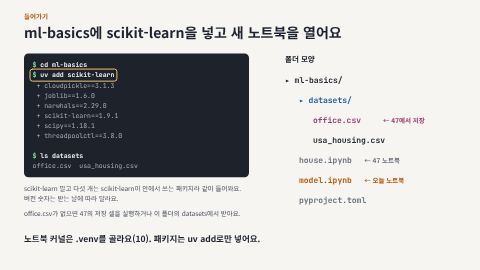 들어가기
ml-basics에 scikit-learn을 넣고 새 노트북을 열어요
$ cd ml-basics
$ uv add scikit-learn
+ cloudpickle==3.1.3
+ joblib==1.6.0
+ narwhals==2.29.0
+ scikit-learn==1.9.1
+ scipy==1.18.1
+ threadpoolctl==3.8.0
$ ls datasets
office.csv usa_housing.csv
scikit-learn 말고 다섯 개는 scikit-learn이 안에서 쓰는 패키지라 같이 들어와요.
버전 숫자는 받는 날에 따라 달라요.
office.csv가 없으면 47의 저장 셀을 실행하거나 이 폴더의 datasets에서 받아요.
노트북 커널은 .venv를 골라요(10). 패키지는 uv add로만 넣어요.
폴더 모양
▸ ml-basics/
▸ datasets/
office.csv ← 47에서 저장
usa_housing.csv
house.ipynb ← 47 노트북
model.ipynb ← 오늘 노트북
pyproject.toml